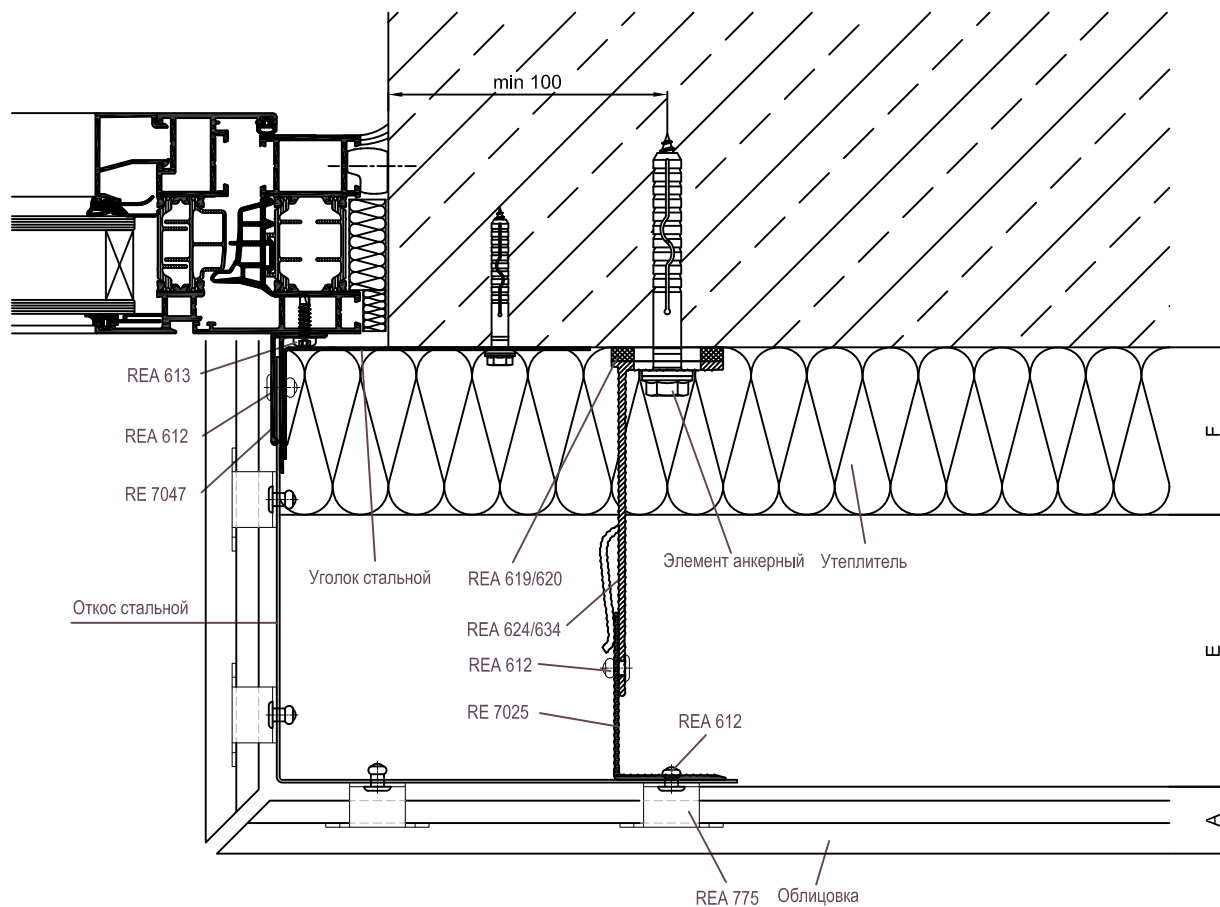 min 100
REA 613
REA 612
RE 7047
Уголок стальной
Откос стальной
REA 619/620
REA 624/634
REA 612
RE 7025
REA 612
Элемент анкерный
Утеплитель
F
E
A
REA 775
Облицовка